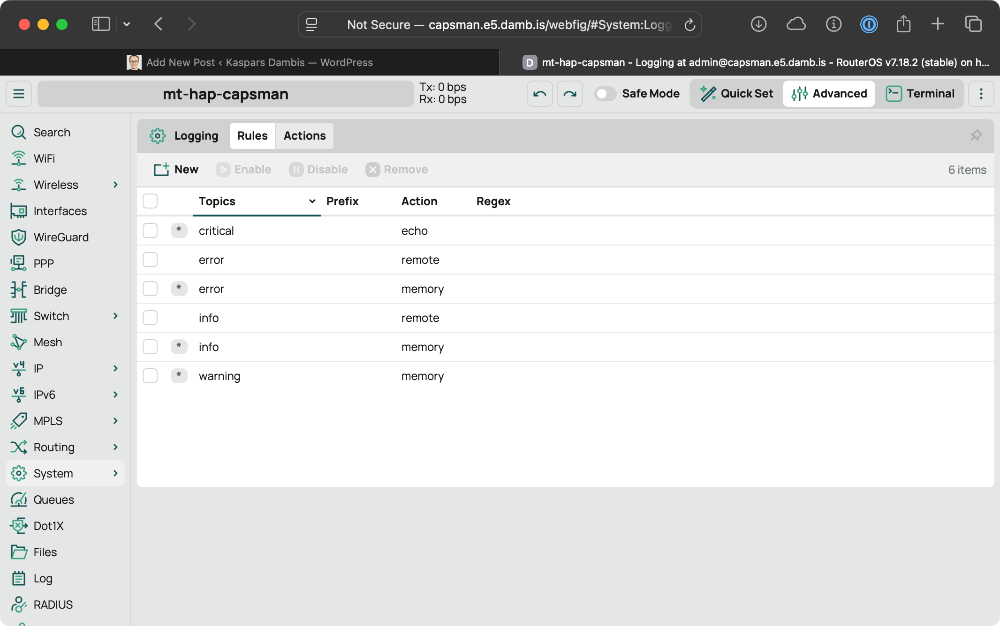 Not Secure — capsman.e5.damb.is/webfig/#System:Logg
Add New Post ‹ Kaspars Dambis — WordPress
D mt-hap-capsman - Logging at admin@capsman.e5.damb.is - RouterOS v7.18.2 (stable) on h...
mt-hap-capsman
Tx: 0 bps
Rx: 0 bps
Safe Mode
Quick Set
Advanced
Terminal
Search
WiFi
Wireless
Interfaces
WireGuard
PPP
Bridge
Switch
Mesh
v4 IP
v6 IPv6
MPLS
Routing
System
Queues
Dot1X
Files
Log
RADIUS
Logging Rules Actions
New Enable Disable Remove 6 items
Topics Prefix Action Regex
* critical echo
error remote
* error memory
info remote
* info memory
* warning memory